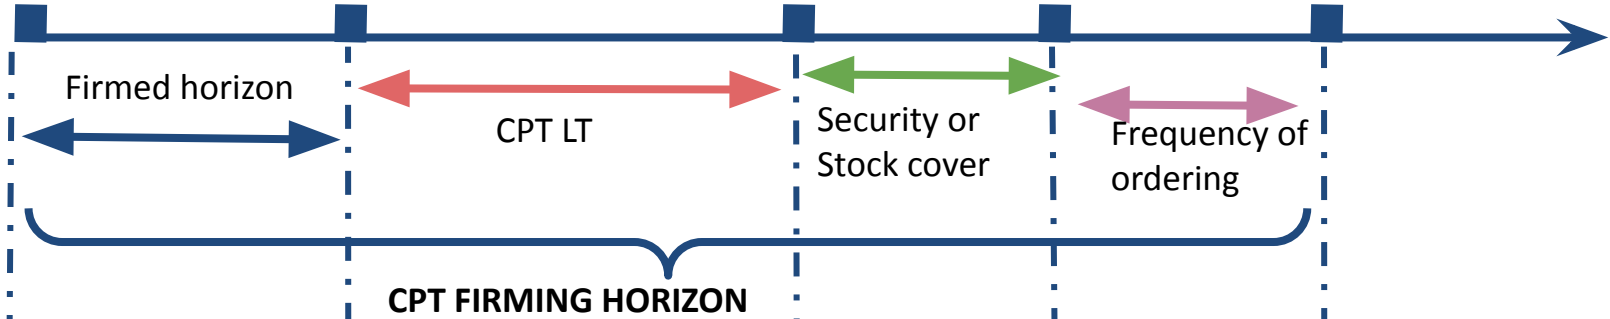 Firmed horizon
CPT LT
Security or
Stock cover
Frequency of
ordering
CPT FIRMING HORIZON